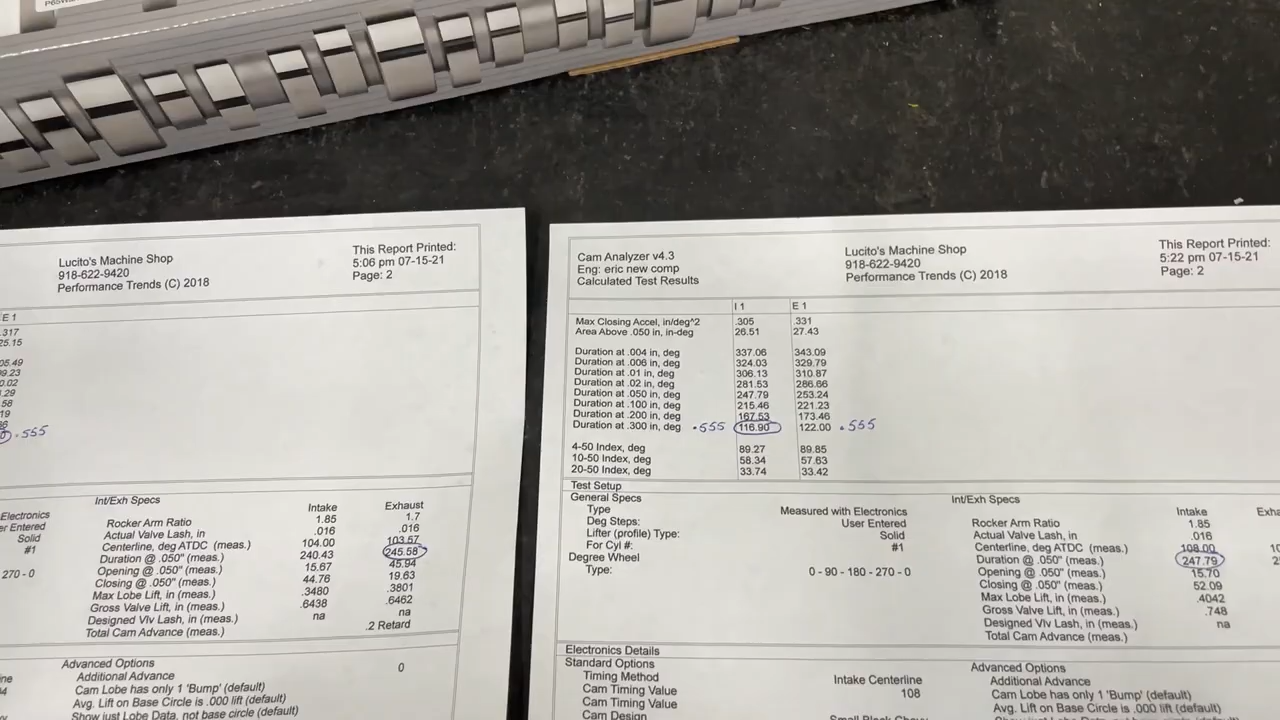 Lucito's Machine Shop
918-622-9420
Performance Trends (C) 2018
This Report Printed:
5:06 pm 07-15-21
Page: 2
E 1
.317
25.15
.555
Int/Exh Specs
Intake Exhaust
Rocker Arm Ratio 1.85 1.7
Actual Valve Lash, in .016 .016
Centerline, deg ATDC (meas.) 104.00 103.57
Duration @ .050" (meas.) 240.43 245.58
Opening @ .050" (meas.) 15.67 45.94
Closing @ .050" (meas.) 44.76 19.63
Max Lobe Lift, in (meas.) .3480 .3801
Gross Valve Lift, in (meas.) .6438 .6462
Designed Vlv Lash, in (meas.) na na
Total Cam Advance (meas.) .2 Retard
Electronics
Entered
Solid
#1
270 - 0
Advanced Options
Additional Advance 0
Cam Lobe has only 1 'Bump' (default)
Avg. Lift on Base Circle is .000 lift (default)
Show just Lobe Data, not base circle (default)
Cam Analyzer v4.3
Eng: eric new comp
Calculated Test Results
Lucito's Machine Shop
918-622-9420
Performance Trends (C) 2018
This Report Printed:
5:22 pm 07-15-21
Page: 2
I 1 E 1
Max Closing Accel, in/deg^2 .305 .331
Area Above .050 in, in-deg 26.51 27.43
Duration at .004 in, deg 337.06 343.09
Duration at .006 in, deg 324.03 329.79
Duration at .01 in, deg 306.13 310.87
Duration at .02 in, deg 281.53 286.66
Duration at .050 in, deg 247.79 253.24
Duration at .100 in, deg 215.46 221.23
Duration at .200 in, deg 167.53 173.46
Duration at .300 in, deg .555 116.90 122.00 .555
4-50 Index, deg 89.27 89.85
10-50 Index, deg 58.34 57.63
20-50 Index, deg 33.74 33.42
Test Setup
General Specs
Type Measured with Electronics
Deg Steps: User Entered
Lifter (profile) Type: Solid
For Cyl #: #1
Degree Wheel
Type: 0 - 90 - 180 - 270 - 0
Int/Exh Specs
Intake
Rocker Arm Ratio 1.85
Actual Valve Lash, in .016
Centerline, deg ATDC (meas.) 108.00
Duration @ .050" (meas.) 247.79
Opening @ .050" (meas.) 15.70
Closing @ .050" (meas.) 52.09
Max Lobe Lift, in (meas.) .4042
Gross Valve Lift, in (meas.) .748
Designed Vlv Lash, in (meas.) na
Total Cam Advance (meas.)
Electronics Details
Standard Options
Timing Method Intake Centerline
Cam Timing Value 108
Cam Timing Value
Cam Design
Advanced Options
Additional Advance
Cam Lobe has only 1 'Bump' (default)
Avg. Lift on Base Circle is .000 lift (default)